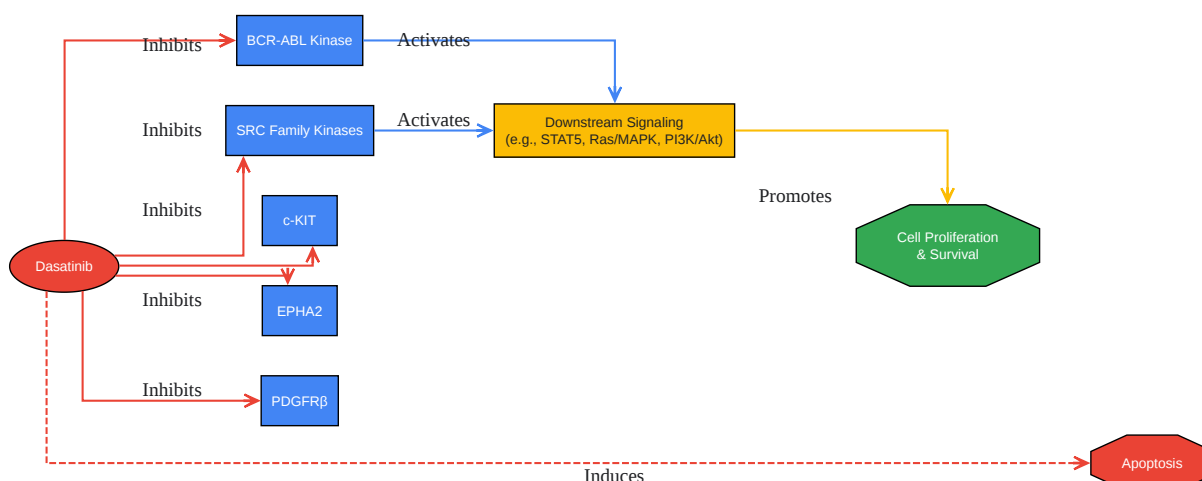 Inhibits
BCR-ABL Kinase
Activates
Inhibits
SRC Family Kinases
Activates
Downstream Signaling
(e.g., STAT5, Ras/MAPK, PI3K/Akt)
Promotes
Inhibits
c-KIT
Cell Proliferation
& Survival
Dasatinib
Inhibits
EPHA2
Inhibits
PDGFRβ
Induces
Apoptosis